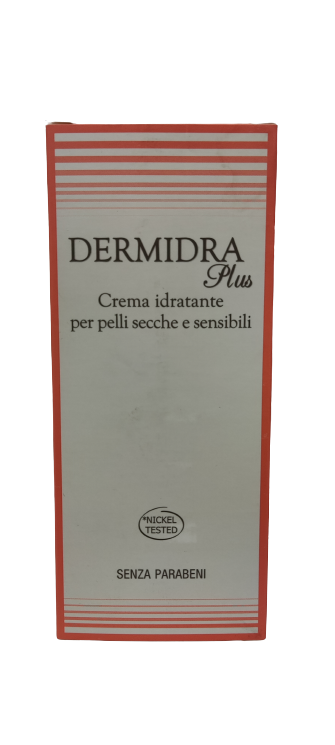 DERMIDRA
Plus
Crema idratante
per pelli secche e sensibili
*NICKEL
TESTED
SENZA PARABENI